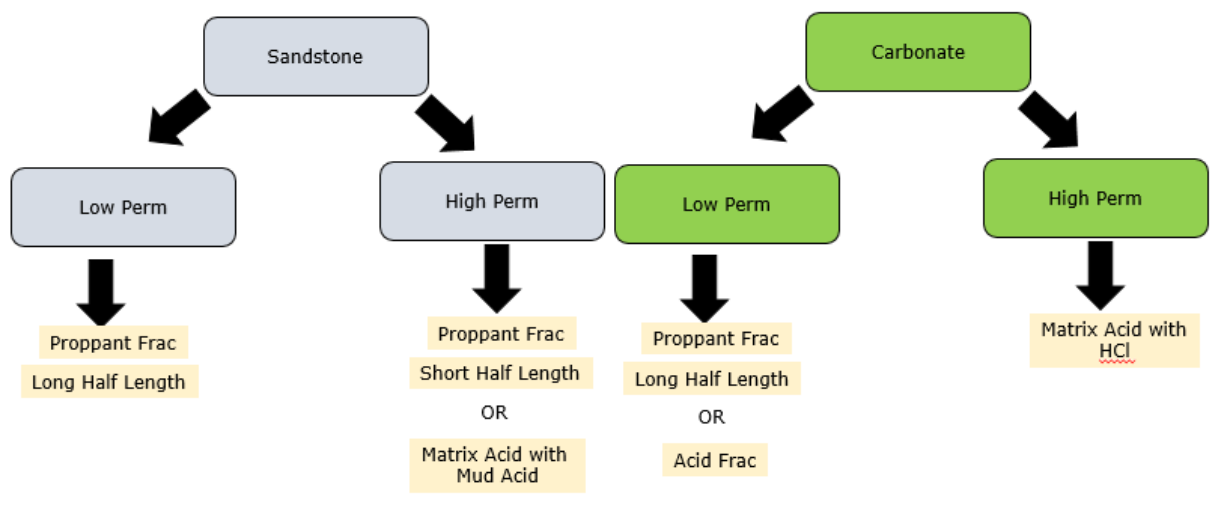 Sandstone
Carbonate
Low Perm
High Perm
Low Perm
High Perm
Proppant Frac
Long Half Length
Proppant Frac
Short Half Length
OR
Matrix Acid with
Mud Acid
Proppant Frac
Long Half Length
OR
Acid Frac
Matrix Acid with
HCl